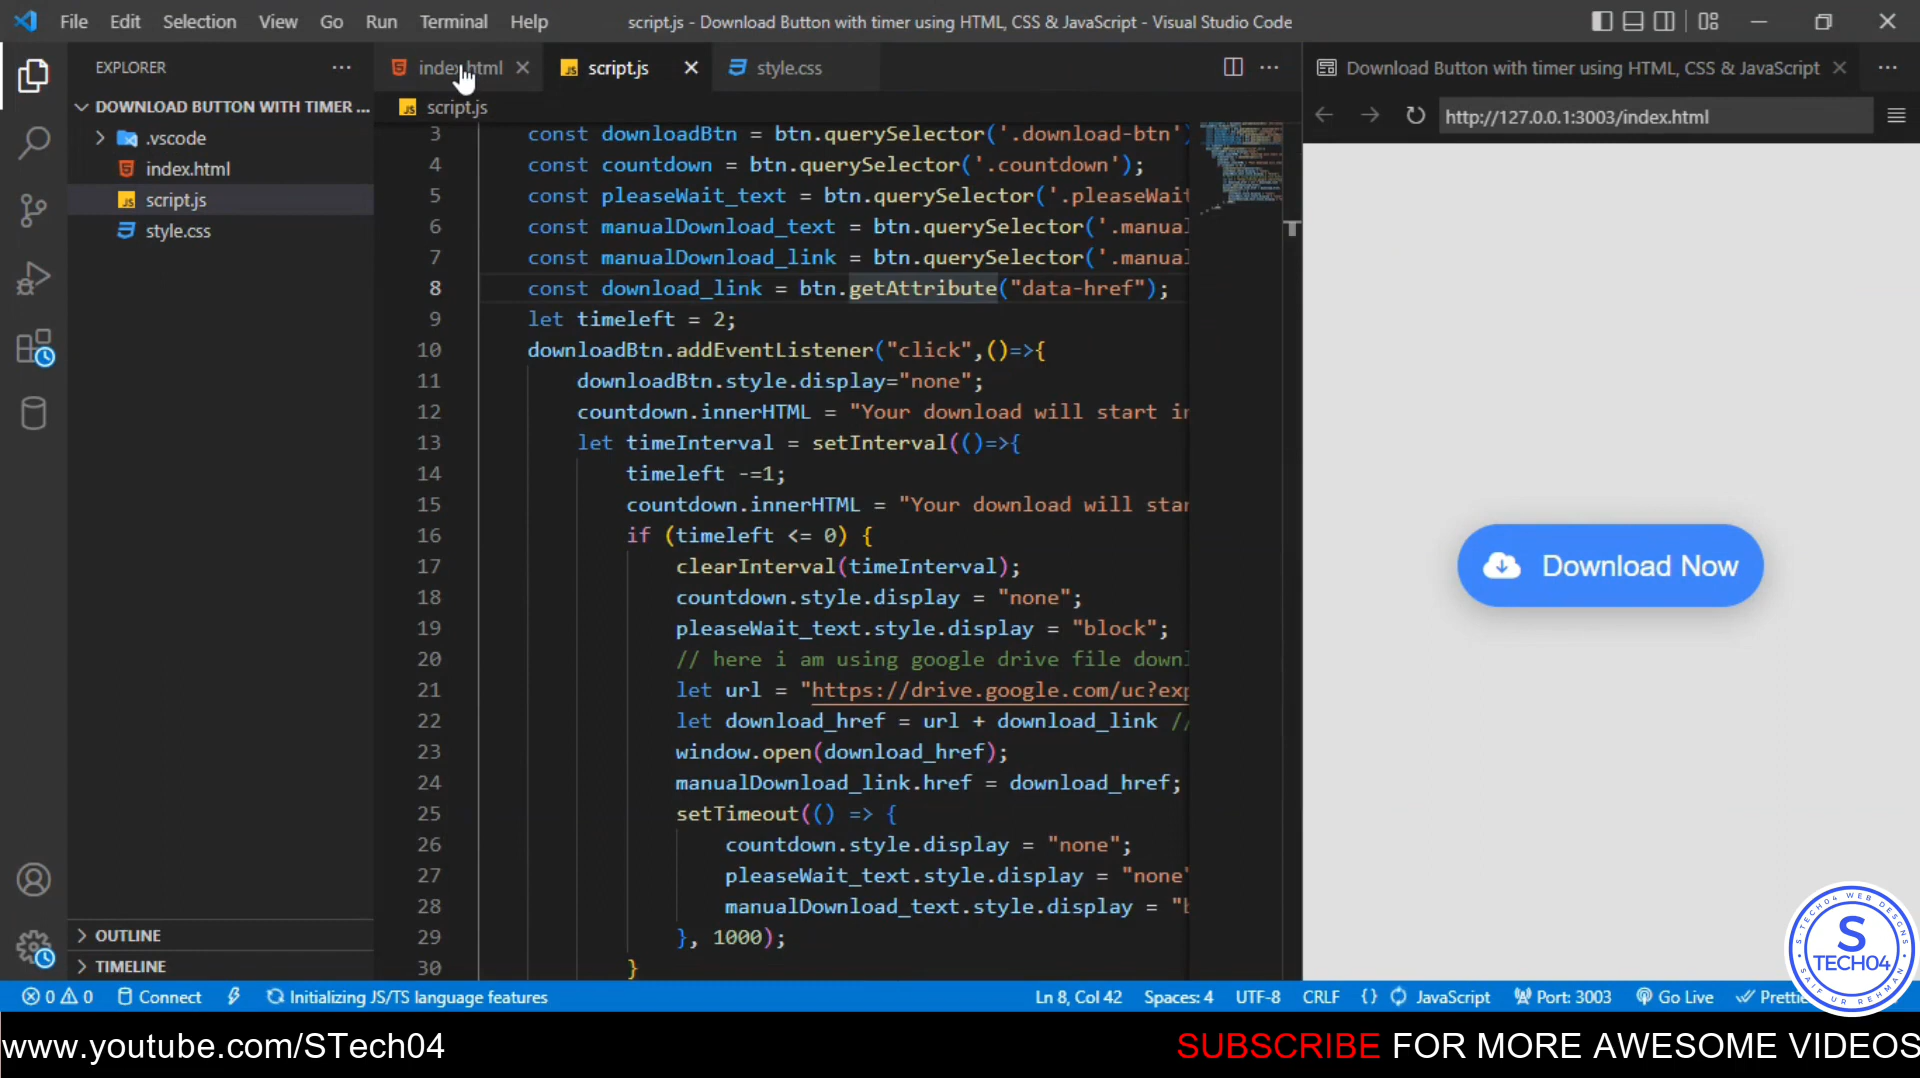 File Edit Selection View Go Run Terminal Help
script.js - Download Button with timer using HTML, CSS & JavaScript - Visual Studio Code
EXPLORER
DOWNLOAD BUTTON WITH TIMER ...
.vscode
index.html
script.js
style.css
OUTLINE
TIMELINE
index.html
script.js
style.css
script.js
3 const downloadBtn = btn.querySelector('.download-btn'
4 const countdown = btn.querySelector('.countdown');
5 const pleaseWait_text = btn.querySelector('.pleaseWait
6 const manualDownload_text = btn.querySelector('.manual
7 const manualDownload_link = btn.querySelector('.manual
8 const download_link = btn.getAttribute("data-href");
9 let timeleft = 2;
10 downloadBtn.addEventListener("click",()=>{
11 downloadBtn.style.display="none";
12 countdown.innerHTML = "Your download will start in
13 let timeInterval = setInterval(()=>{
14 timeleft -=1;
15 countdown.innerHTML = "Your download will star
16 if (timeleft <= 0) {
17 clearInterval(timeInterval);
18 countdown.style.display = "none";
19 pleaseWait_text.style.display = "block";
20 // here i am using google drive file downl
21 let url = "https://drive.google.com/uc?exp
22 let download_href = url + download_link //
23 window.open(download_href);
24 manualDownload_link.href = download_href;
25 setTimeout(() => {
26 countdown.style.display = "none";
27 pleaseWait_text.style.display = "none"
28 manualDownload_text.style.display = "b
29 }, 1000);
30 }
Download Button with timer using HTML, CSS & JavaScript
http://127.0.0.1:3003/index.html
Download Now
S-TECH04 WEB DESGNS
S
TECH04
SAIF UR REHMAN
0 0 Connect Initializing JS/TS language features Ln 8, Col 42 Spaces: 4 UTF-8 CRLF {} JavaScript Port: 3003 Go Live Prettie
www.youtube.com/STech04
SUBSCRIBE FOR MORE AWESOME VIDEOS